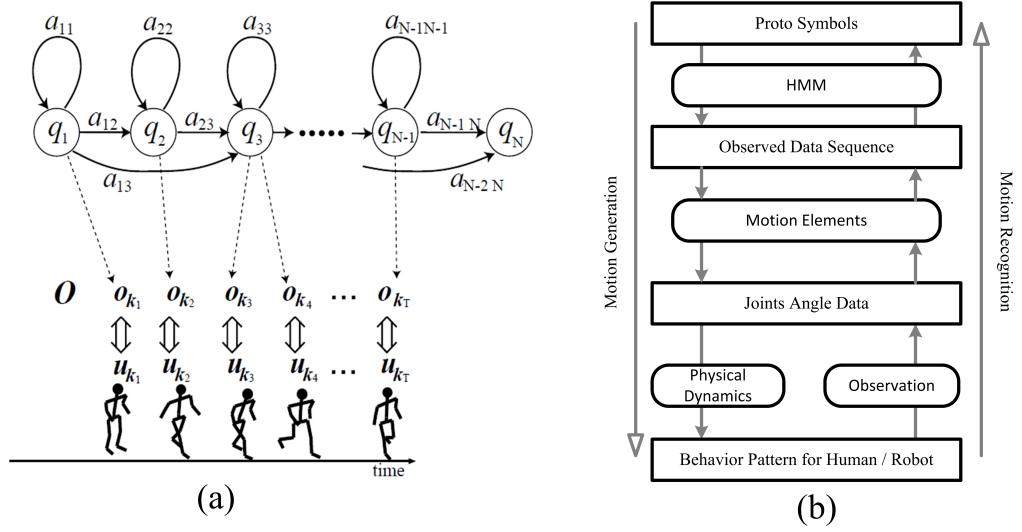 a11 a22 a33 aN-1N-1
q1 a12 q2 a23 q3 ••••• qN-1 aN-1 N qN
a13 aN-2 N
O ok1 ok2 ok3 ok4 ... okT
uk1 uk2 uk3 uk4 ... ukT
time
(a)
Proto Symbols
HMM
Observed Data Sequence
Motion Elements
Joints Angle Data
Physical
Dynamics
Observation
Behavior Pattern for Human / Robot
Motion Generation
Motion Recognition
(b)